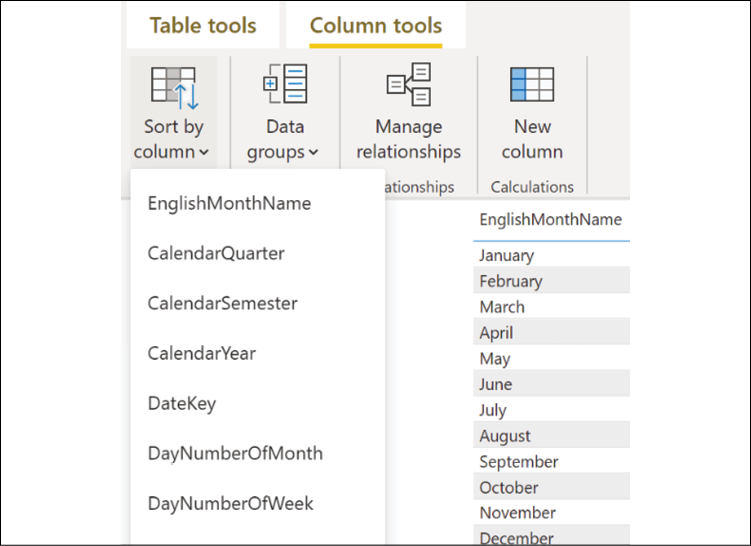 Table tools
Column tools
Sort by
column
Data
groups
Manage
relationships
New
column
ationships
Calculations
EnglishMonthName
CalendarQuarter
CalendarSemester
CalendarYear
DateKey
DayNumberOfMonth
DayNumberOfWeek
EnglishMonthName
January
February
March
April
May
June
July
August
September
October
November
December